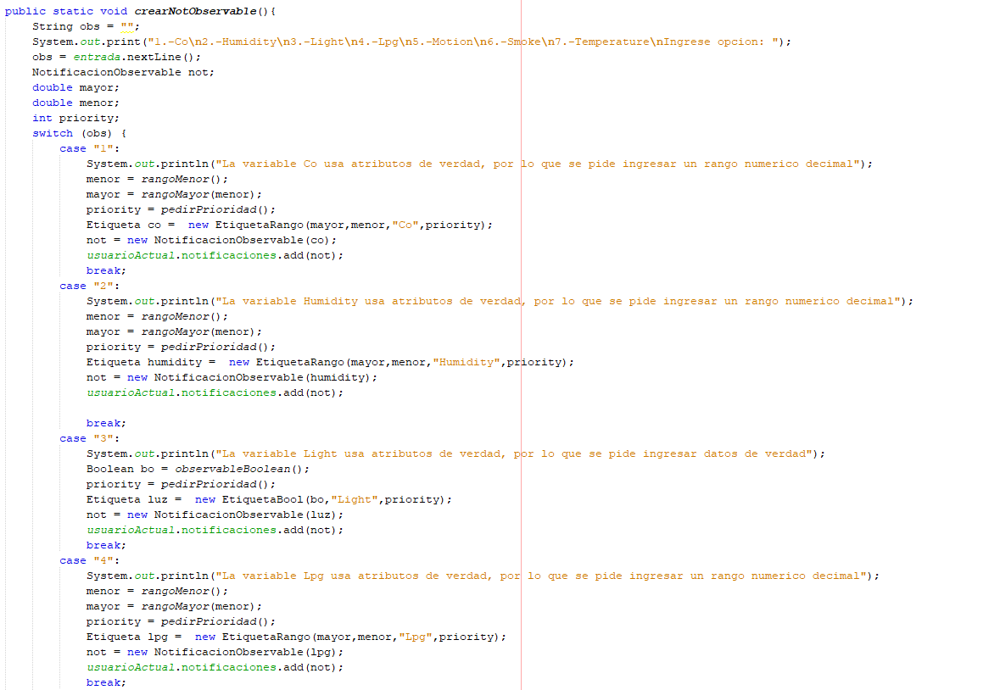 public static void crearNotObservable(){
    String obs = "";
    System.out.print("1.-Co\n2.-Humidity\n3.-Light\n4.-Lpg\n5.-Motion\n6.-Smoke\n7.-Temperature\nIngrese opcion: ");
    obs = entrada.nextLine();
    NotificacionObservable not;
    double mayor;
    double menor;
    int priority;
    switch (obs) {
        case "1":
            System.out.println("La variable Co usa atributos de verdad, por lo que se pide ingresar un rango numerico decimal");
            menor = rangoMenor();
            mayor = rangoMayor(menor);
            priority = pedirPrioridad();
            Etiqueta co =  new EtiquetaRango(mayor,menor,"Co",priority);
            not = new NotificacionObservable(co);
            usuarioActual.notificaciones.add(not);
            break;
        case "2":
            System.out.println("La variable Humidity usa atributos de verdad, por lo que se pide ingresar un rango numerico decimal");
            menor = rangoMenor();
            mayor = rangoMayor(menor);
            priority = pedirPrioridad();
            Etiqueta humidity =  new EtiquetaRango(mayor,menor,"Humidity",priority);
            not = new NotificacionObservable(humidity);
            usuarioActual.notificaciones.add(not);

            break;
        case "3":
            System.out.println("La variable Light usa atributos de verdad, por lo que se pide ingresar datos de verdad");
            Boolean bo = observableBoolean();
            priority = pedirPrioridad();
            Etiqueta luz =  new EtiquetaBool(bo,"Light",priority);
            not = new NotificacionObservable(luz);
            usuarioActual.notificaciones.add(not);
            break;
        case "4":
            System.out.println("La variable Lpg usa atributos de verdad, por lo que se pide ingresar un rango numerico decimal");
            menor = rangoMenor();
            mayor = rangoMayor(menor);
            priority = pedirPrioridad();
            Etiqueta lpg =  new EtiquetaRango(mayor,menor,"Lpg",priority);
            not = new NotificacionObservable(lpg);
            usuarioActual.notificaciones.add(not);
            break;